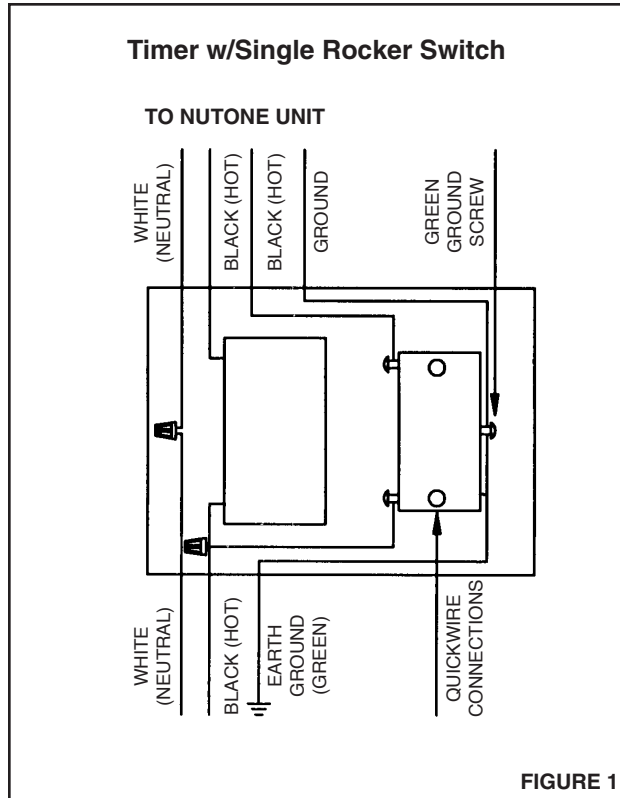 Timer w/Single Rocker Switch
TO NUTONE UNIT
WHITE
(NEUTRAL)
BLACK (HOT)
BLACK (HOT)
GROUND
GREEN
GROUND
SCREW
WHITE
(NEUTRAL)
BLACK (HOT)
EARTH
GROUND
(GREEN)
QUICKWIRE
CONNECTIONS
FIGURE 1